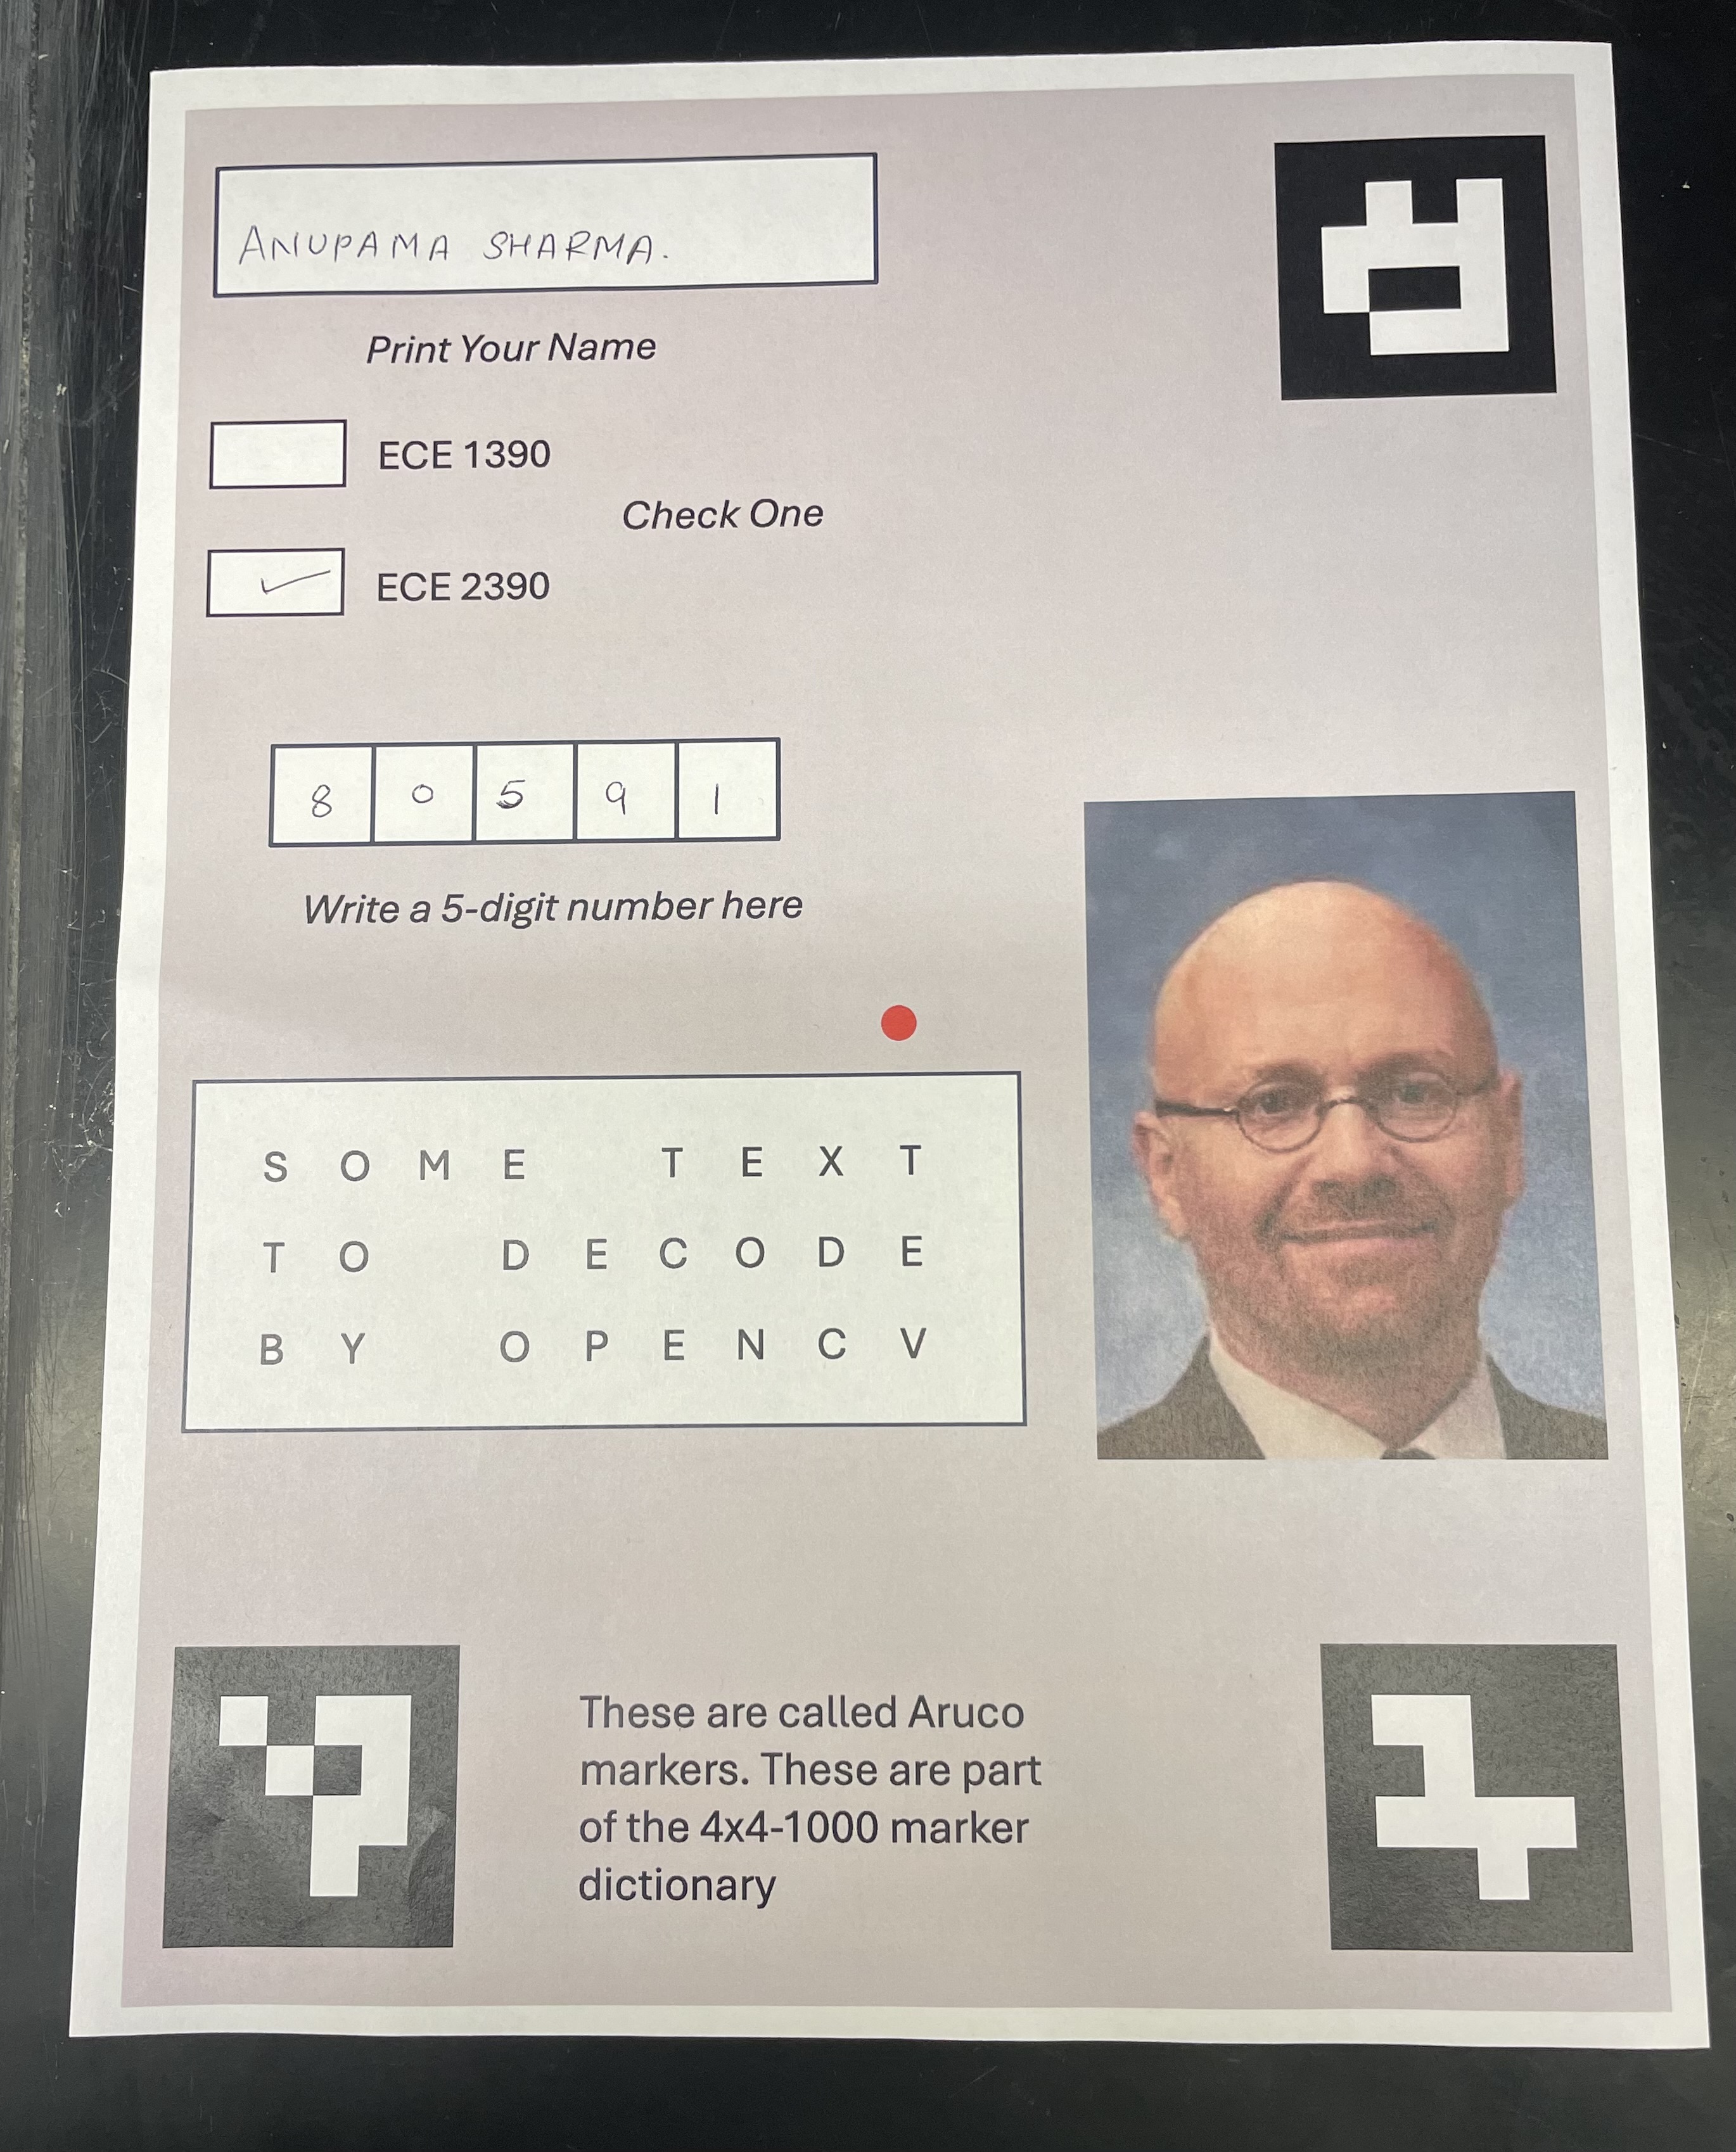 ANUPAMA SHARMA.
Print Your Name
ECE 1390
Check One
ECE 2390
8 0 5 9 1
Write a 5-digit number here
S O M E T E X T
T O D E C O D E
B Y O P E N C V
These are called Aruco
markers. These are part
of the 4x4-1000 marker
dictionary